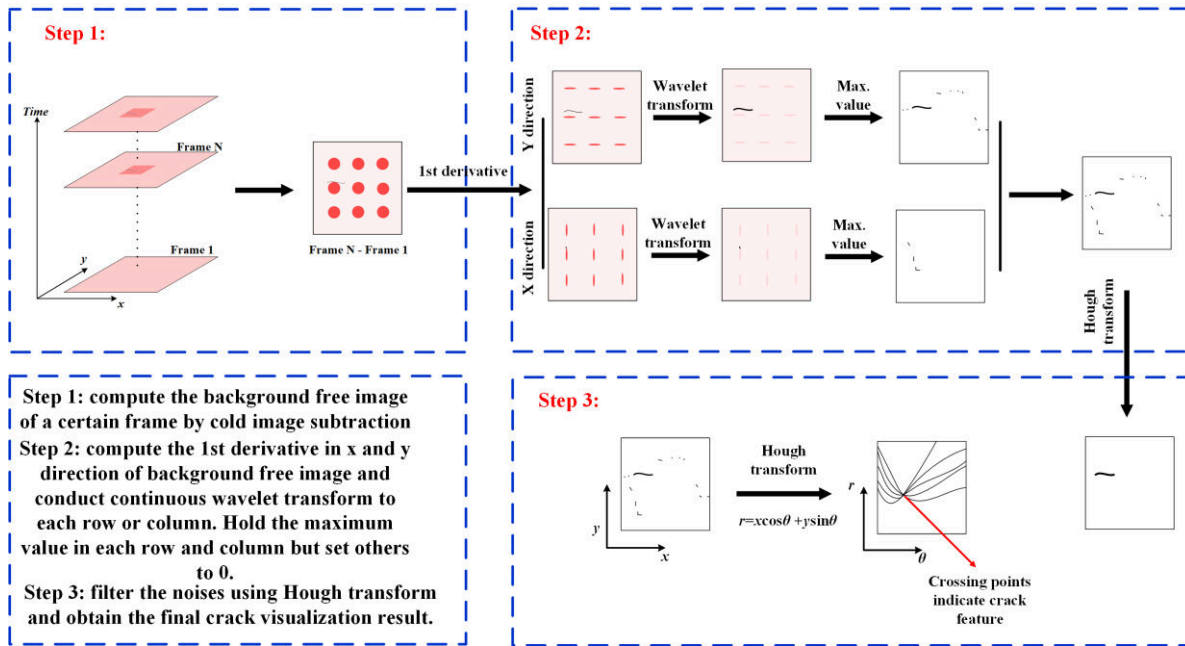 Step 1:
Time
Frame N
Frame 1
y
x
Frame N - Frame 1
1st derivative
Step 2:
Y direction
Wavelet
transform
Max.
value
X direction
Wavelet
transform
Max.
value
Hough
transform
Step 1: compute the background free image
of a certain frame by cold image subtraction
Step 2: compute the 1st derivative in x and y
direction of background free image and
conduct continuous wavelet transform to
each row or column. Hold the maximum
value in each row and column but set others
to 0.
Step 3: filter the noises using Hough transform
and obtain the final crack visualization result.
Step 3:
y
x
Hough
transform
r=xcosθ +ysinθ
r
θ
Crossing points
indicate crack
feature